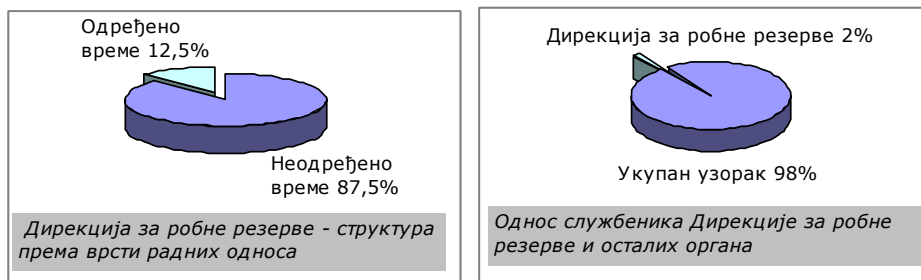 Одређено
време 12,5%
Неодређено
време 87,5%
Дирекција за робне резерве - структура
према врсти радних односа
Дирекција за робне резерве 2%
Укупан узорак 98%
Однос службеника Дирекције за робне
резерве и осталих органа